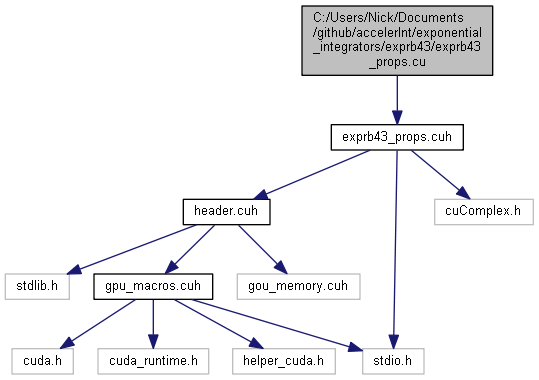 C:/Users/Nick/Documents
/github/accelerInt/exponential
_integrators/exprb43/exprb43
_props.cu
exprb43_props.cuh
header.cuh
cuComplex.h
stdlib.h
gpu_macros.cuh
gou_memory.cuh
cuda.h
cuda_runtime.h
helper_cuda.h
stdio.h